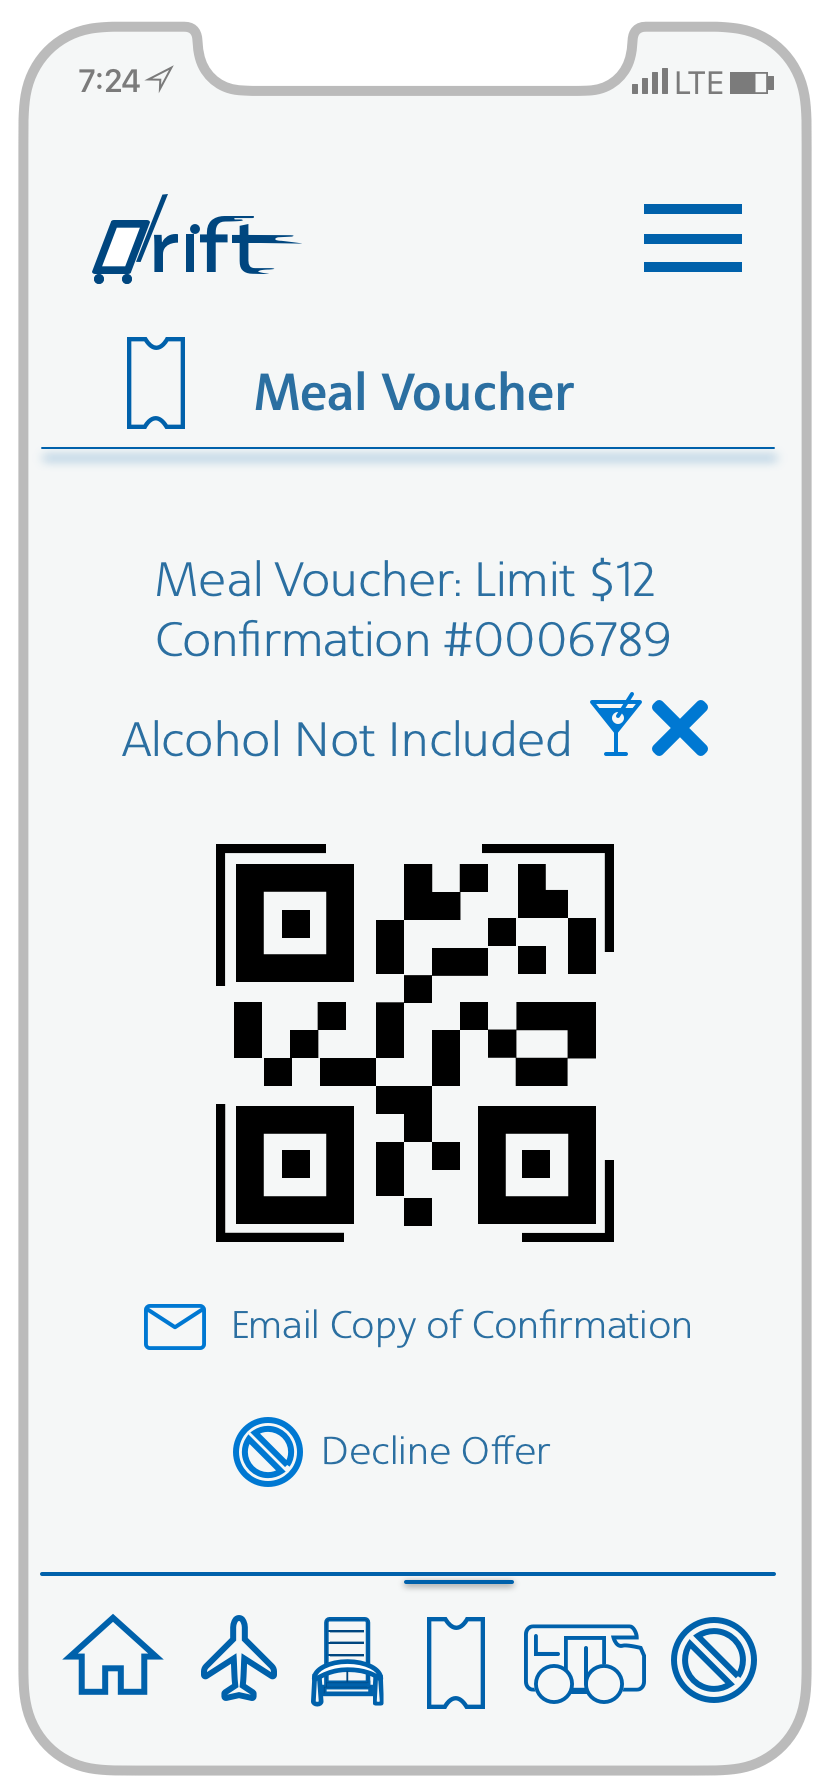 7:24 LTE
Drift
Meal Voucher
Meal Voucher: Limit $12
Confirmation #0006789
Alcohol Not Included
Email Copy of Confirmation
Decline Offer